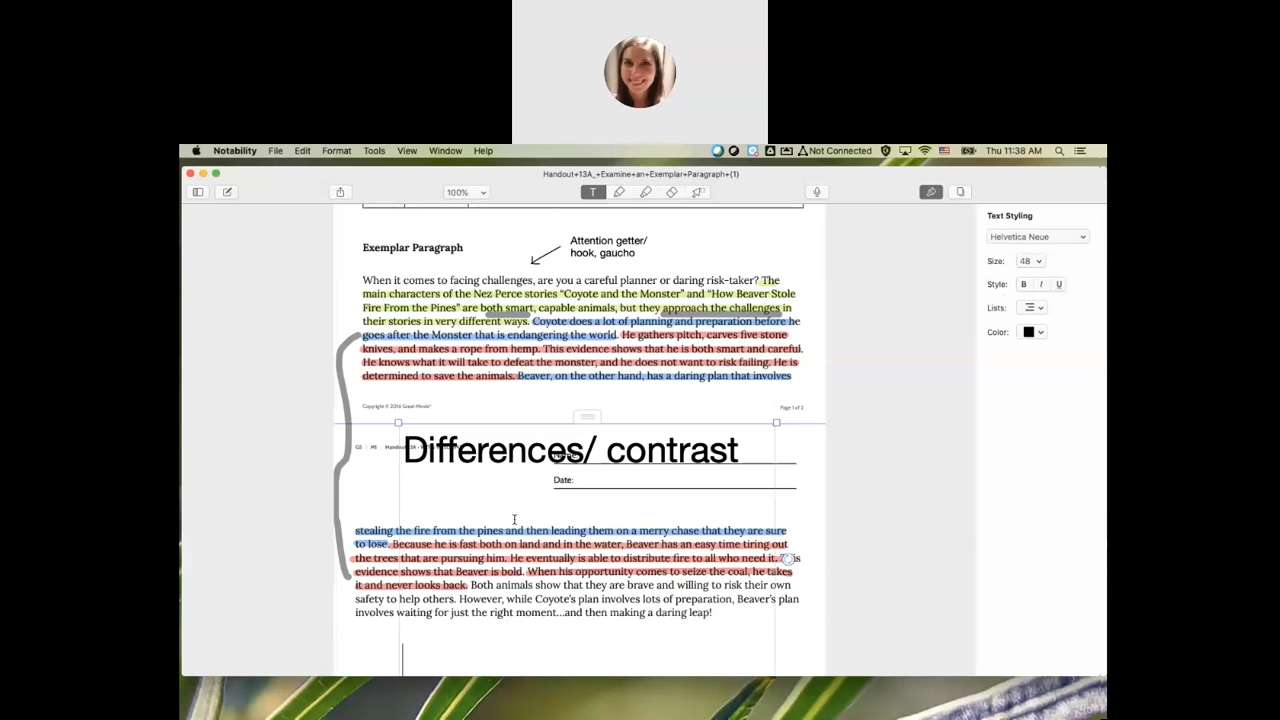 Notability File Edit Format Tools View Window Help Not Connected Thu 11:38 AM
Handout+13A_+Examine+an+Exemplar+Paragraph+(1)
100%
T
Text Styling
Helvetica Neue
Size: 48
Style: B I U
Lists:
Color:
Exemplar Paragraph
Attention getter/
hook, gaucho
When it comes to facing challenges, are you a careful planner or daring risk-taker? The
main characters of the Nez Perce stories “Coyote and the Monster” and “How Beaver Stole
Fire From the Pines” are both smart, capable animals, but they approach the challenges in
their stories in very different ways. Coyote does a lot of planning and preparation before he
goes after the Monster that is endangering the world. He gathers pitch, carves five stone
knives, and makes a rope from hemp. This evidence shows that he is both smart and careful.
He knows what it will take to defeat the monster, and he does not want to risk failing. He is
determined to save the animals. Beaver, on the other hand, has a daring plan that involves
Copyright © 2016 Great Minds®
Page 1 of 2
G5 M1 Handout 13A
Differences/ contrast
Date:
stealing the fire from the pines and then leading them on a merry chase that they are sure
to lose. Because he is fast both on land and in the water, Beaver has an easy time tiring out
the trees that are pursuing him. He eventually is able to distribute fire to all who need it.
evidence shows that Beaver is bold. When his opportunity comes to seize the coal, he takes
it and never looks back. Both animals show that they are brave and willing to risk their own
safety to help others. However, while Coyote’s plan involves lots of preparation, Beaver’s plan
involves waiting for just the right moment…and then making a daring leap!